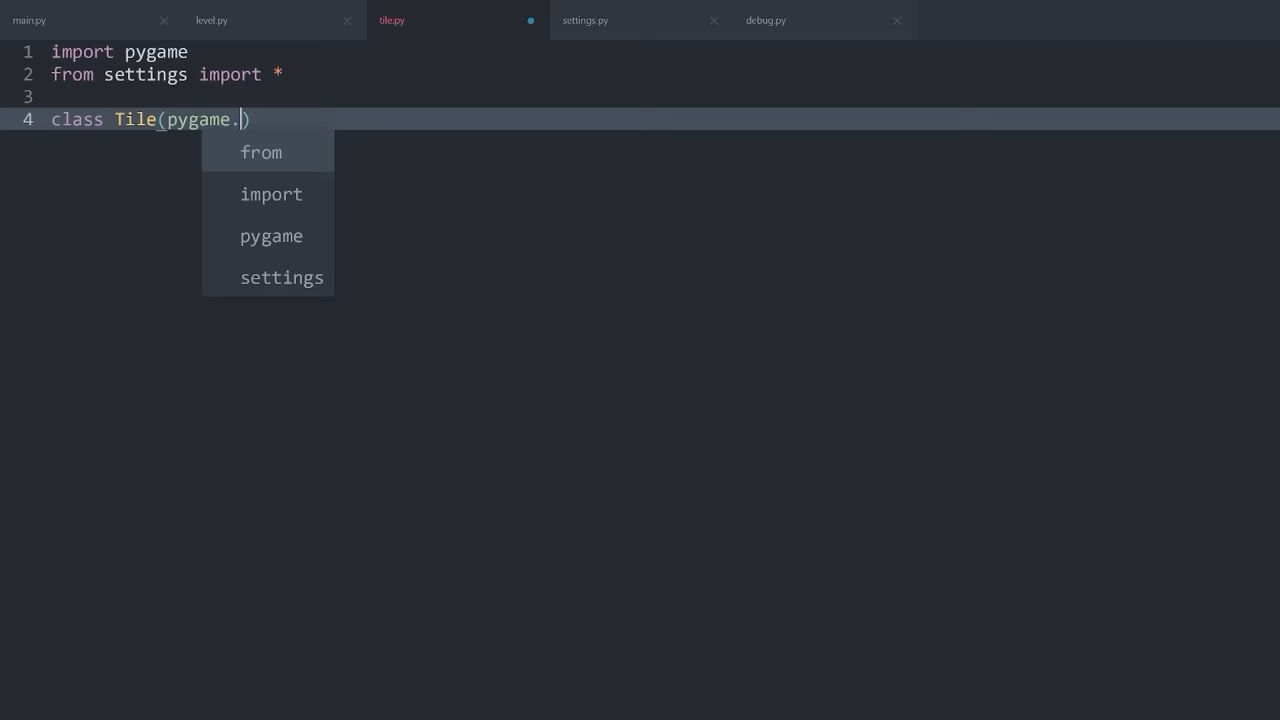 main.py level.py tile.py settings.py debug.py
1 import pygame
2 from settings import *
3
4 class Tile(pygame.)
from
import
pygame
settings